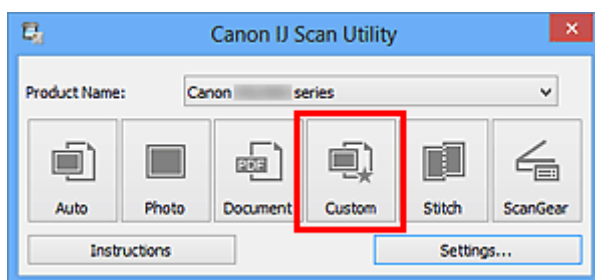 Canon IJ Scan Utility
Product Name: Canon series
PDF
Auto Photo Document Custom Stitch ScanGear
Instructions Settings...